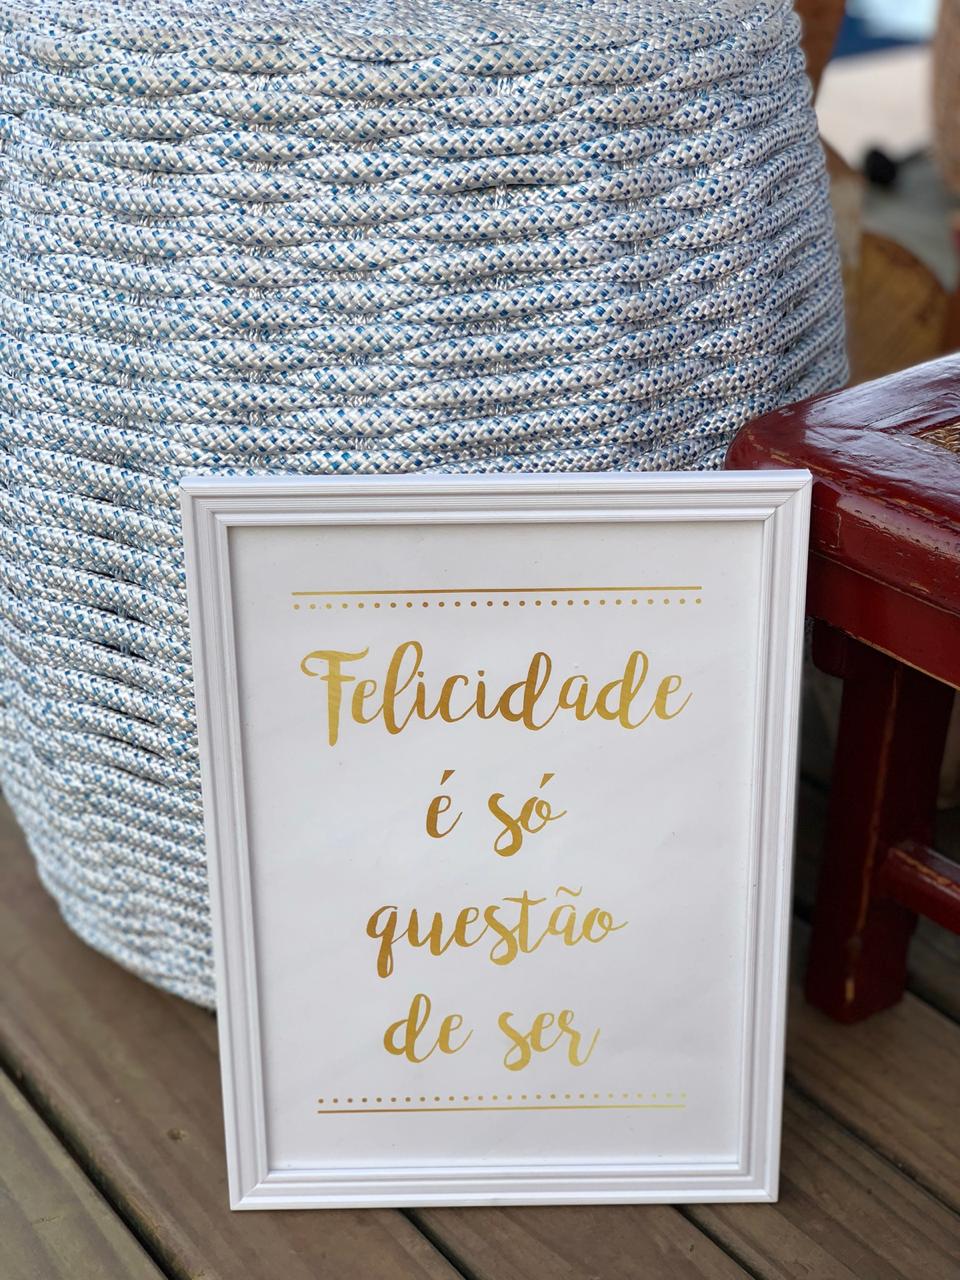 Felicidade
é só
questão
de ser